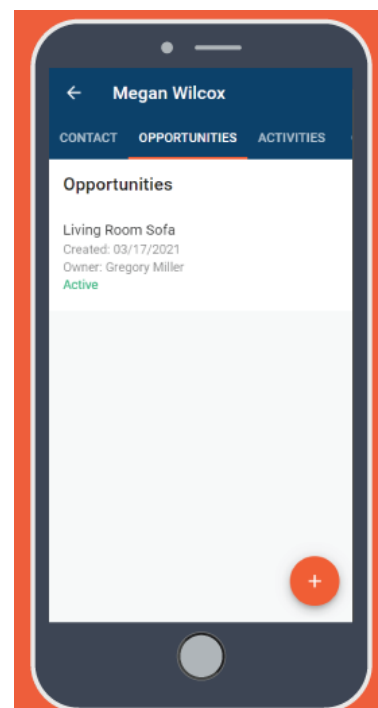 Megan Wilcox
CONTACT OPPORTUNITIES ACTIVITIES
Opportunities
Living Room Sofa
Created: 03/17/2021
Owner: Gregory Miller
Active